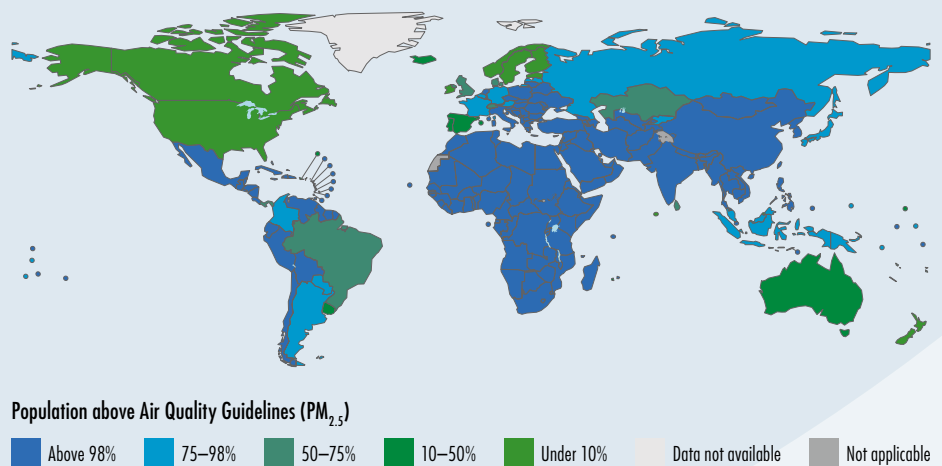 Population above Air Quality Guidelines (PM2.5)
Above 98%
75–98%
50–75%
10–50%
Under 10%
Data not available
Not applicable